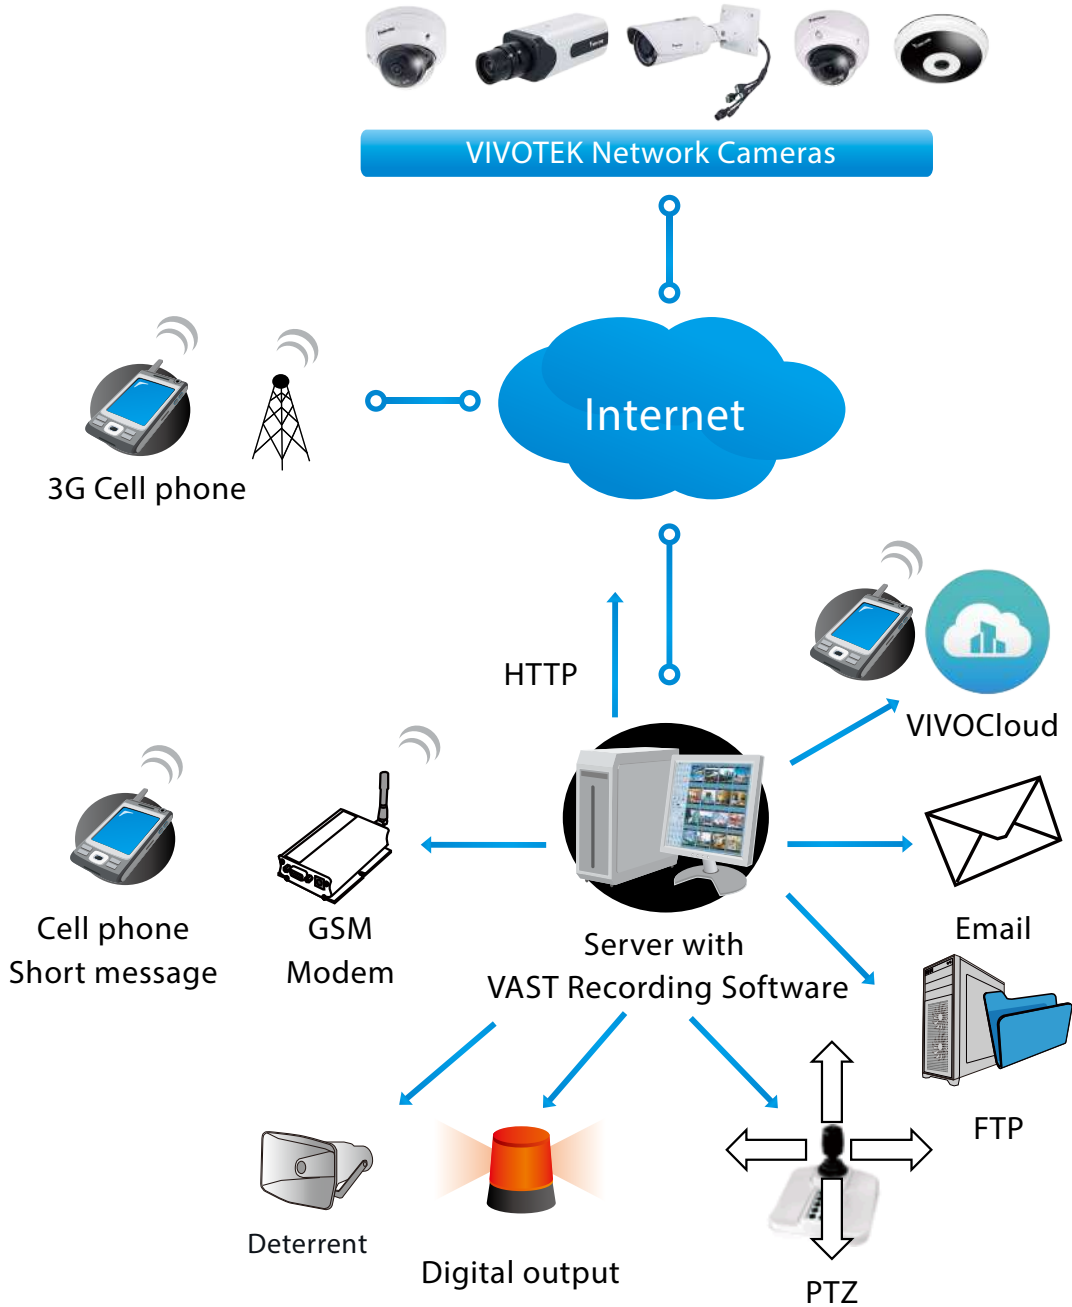 VIVOTEK Network Cameras
Internet
3G Cell phone
HTTP
VIVOCloud
Cell phone
Short message
GSM
Modem
Server with
VAST Recording Software
Email
FTP
Deterrent
Digital output
PTZ